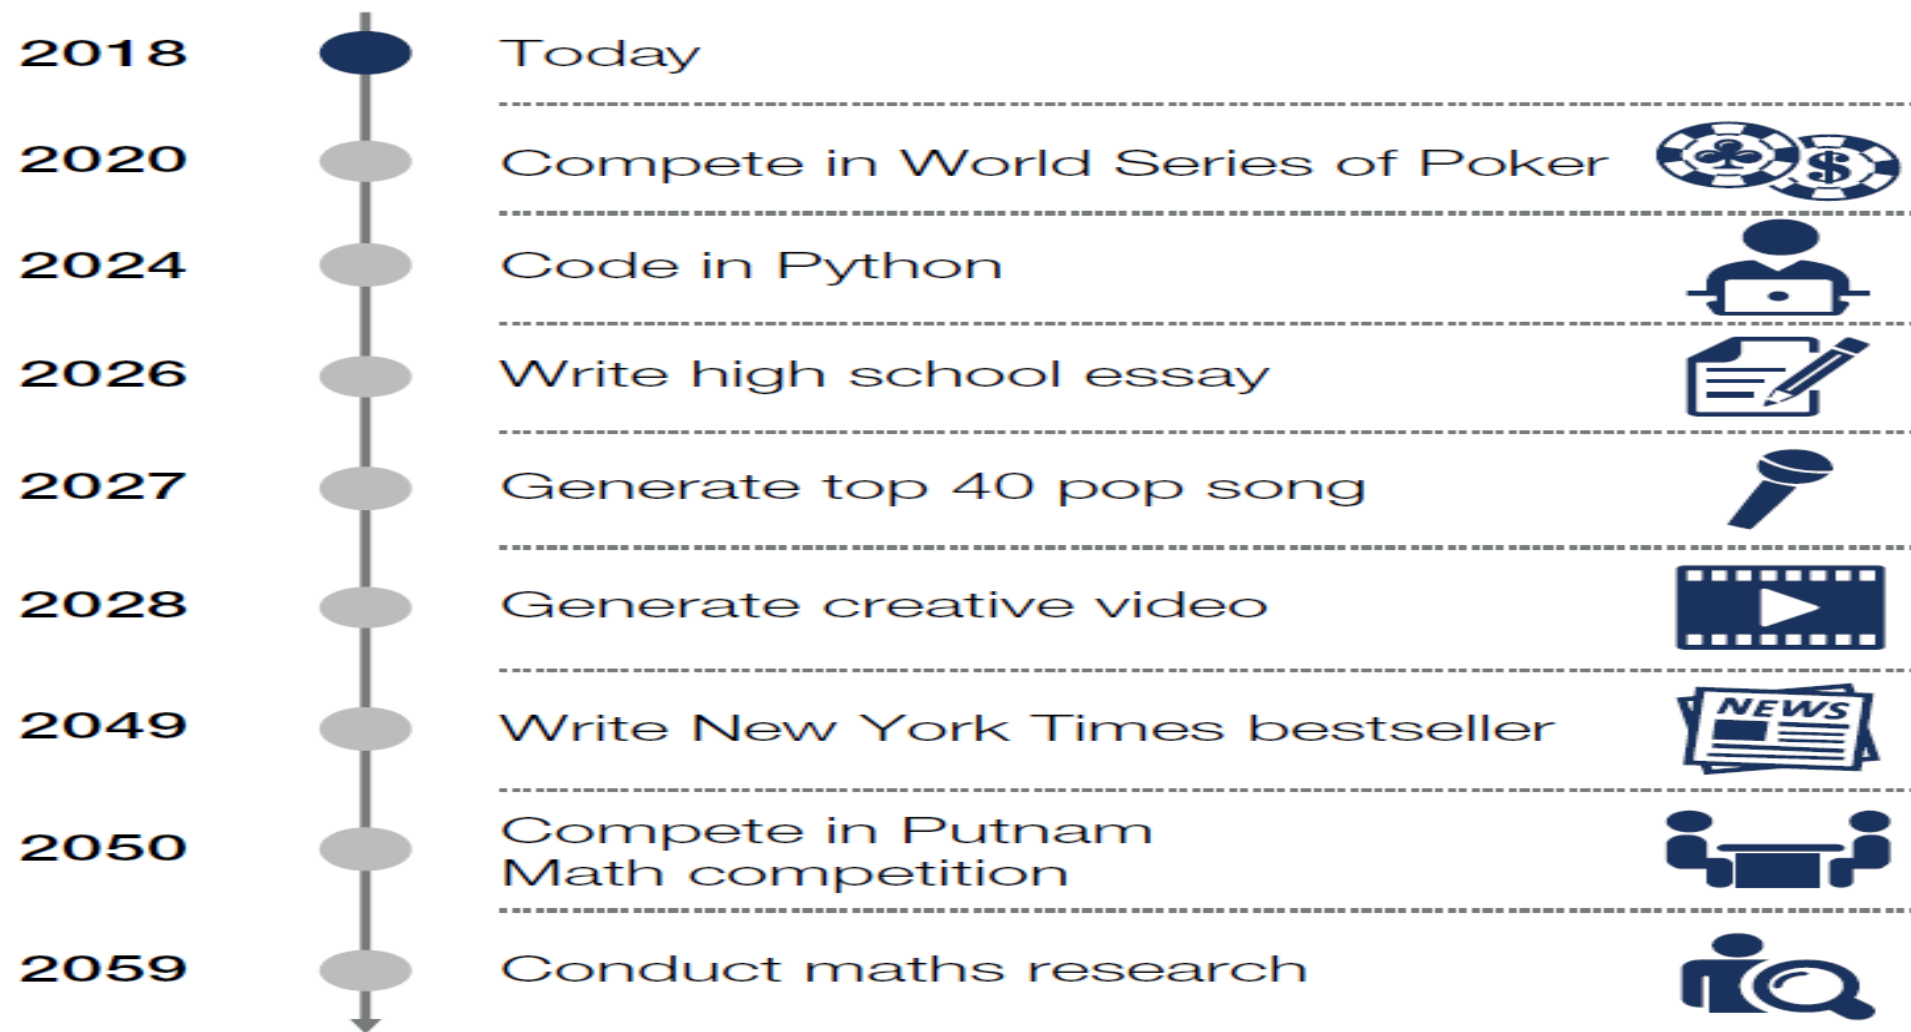 2018 Today
2020 Compete in World Series of Poker
$
2024 Code in Python
2026 Write high school essay
2027 Generate top 40 pop song
2028 Generate creative video
2049 Write New York Times bestseller
NEWS
2050 Compete in Putnam
Math competition
2059 Conduct maths research